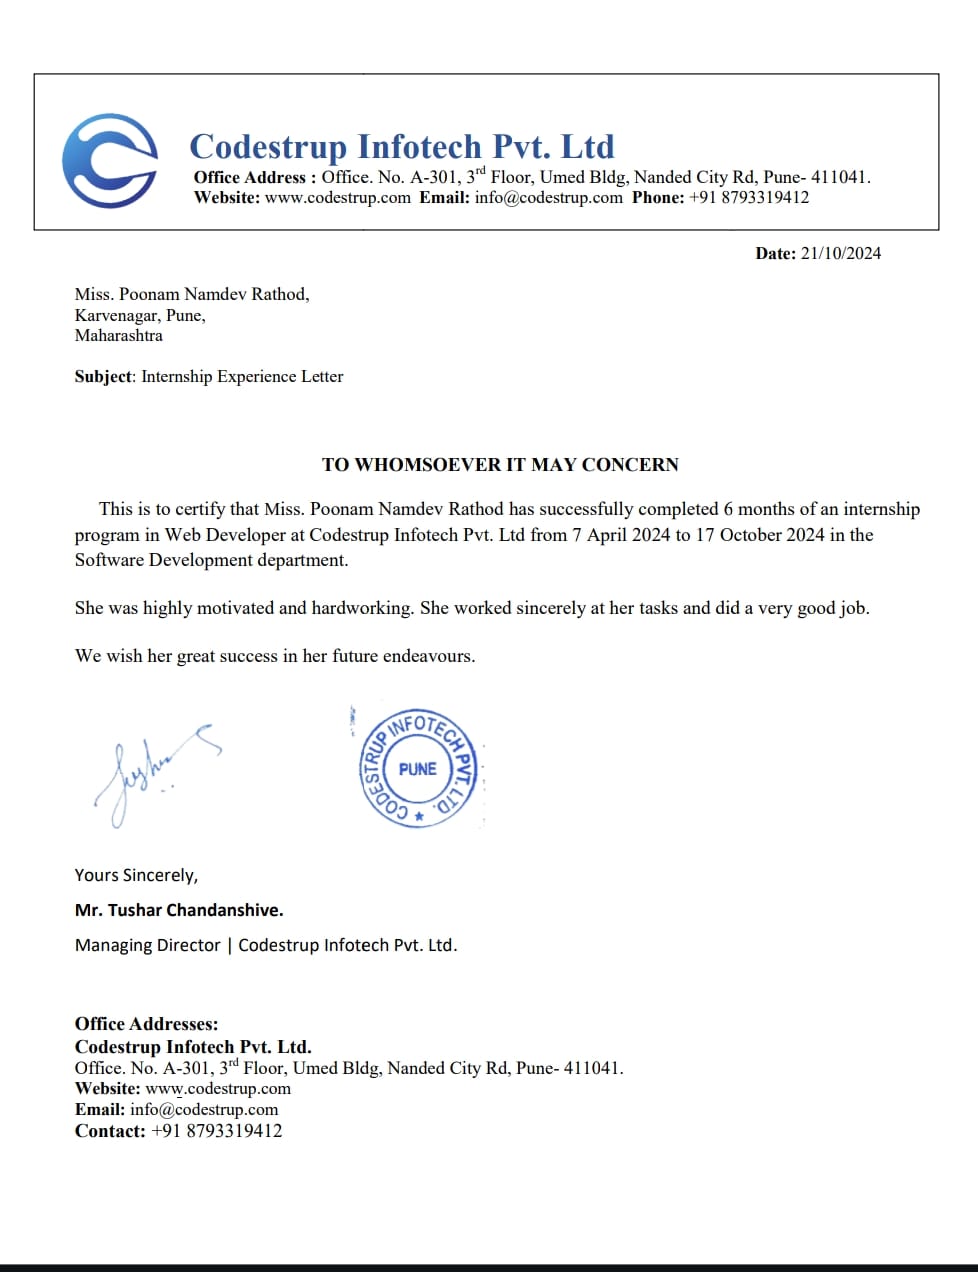 Codestrup Infotech Pvt. Ltd
Office Address : Office. No. A-301, 3rd Floor, Umed Bldg, Nanded City Rd, Pune- 411041.
Website: www.codestrup.com Email: info@codestrup.com Phone: +91 8793319412
Date: 21/10/2024
Miss. Poonam Namdev Rathod,
Karvenagar, Pune,
Maharashtra
Subject: Internship Experience Letter
TO WHOMSOEVER IT MAY CONCERN
This is to certify that Miss. Poonam Namdev Rathod has successfully completed 6 months of an internship
program in Web Developer at Codestrup Infotech Pvt. Ltd from 7 April 2024 to 17 October 2024 in the
Software Development department.
She was highly motivated and hardworking. She worked sincerely at her tasks and did a very good job.
We wish her great success in her future endeavours.
CODESTRUP INFOTECH PVT. LTD.
PUNE
Yours Sincerely,
Mr. Tushar Chandanshive.
Managing Director | Codestrup Infotech Pvt. Ltd.
Office Addresses:
Codestrup Infotech Pvt. Ltd.
Office. No. A-301, 3rd Floor, Umed Bldg, Nanded City Rd, Pune- 411041.
Website: www.codestrup.com
Email: info@codestrup.com
Contact: +91 8793319412